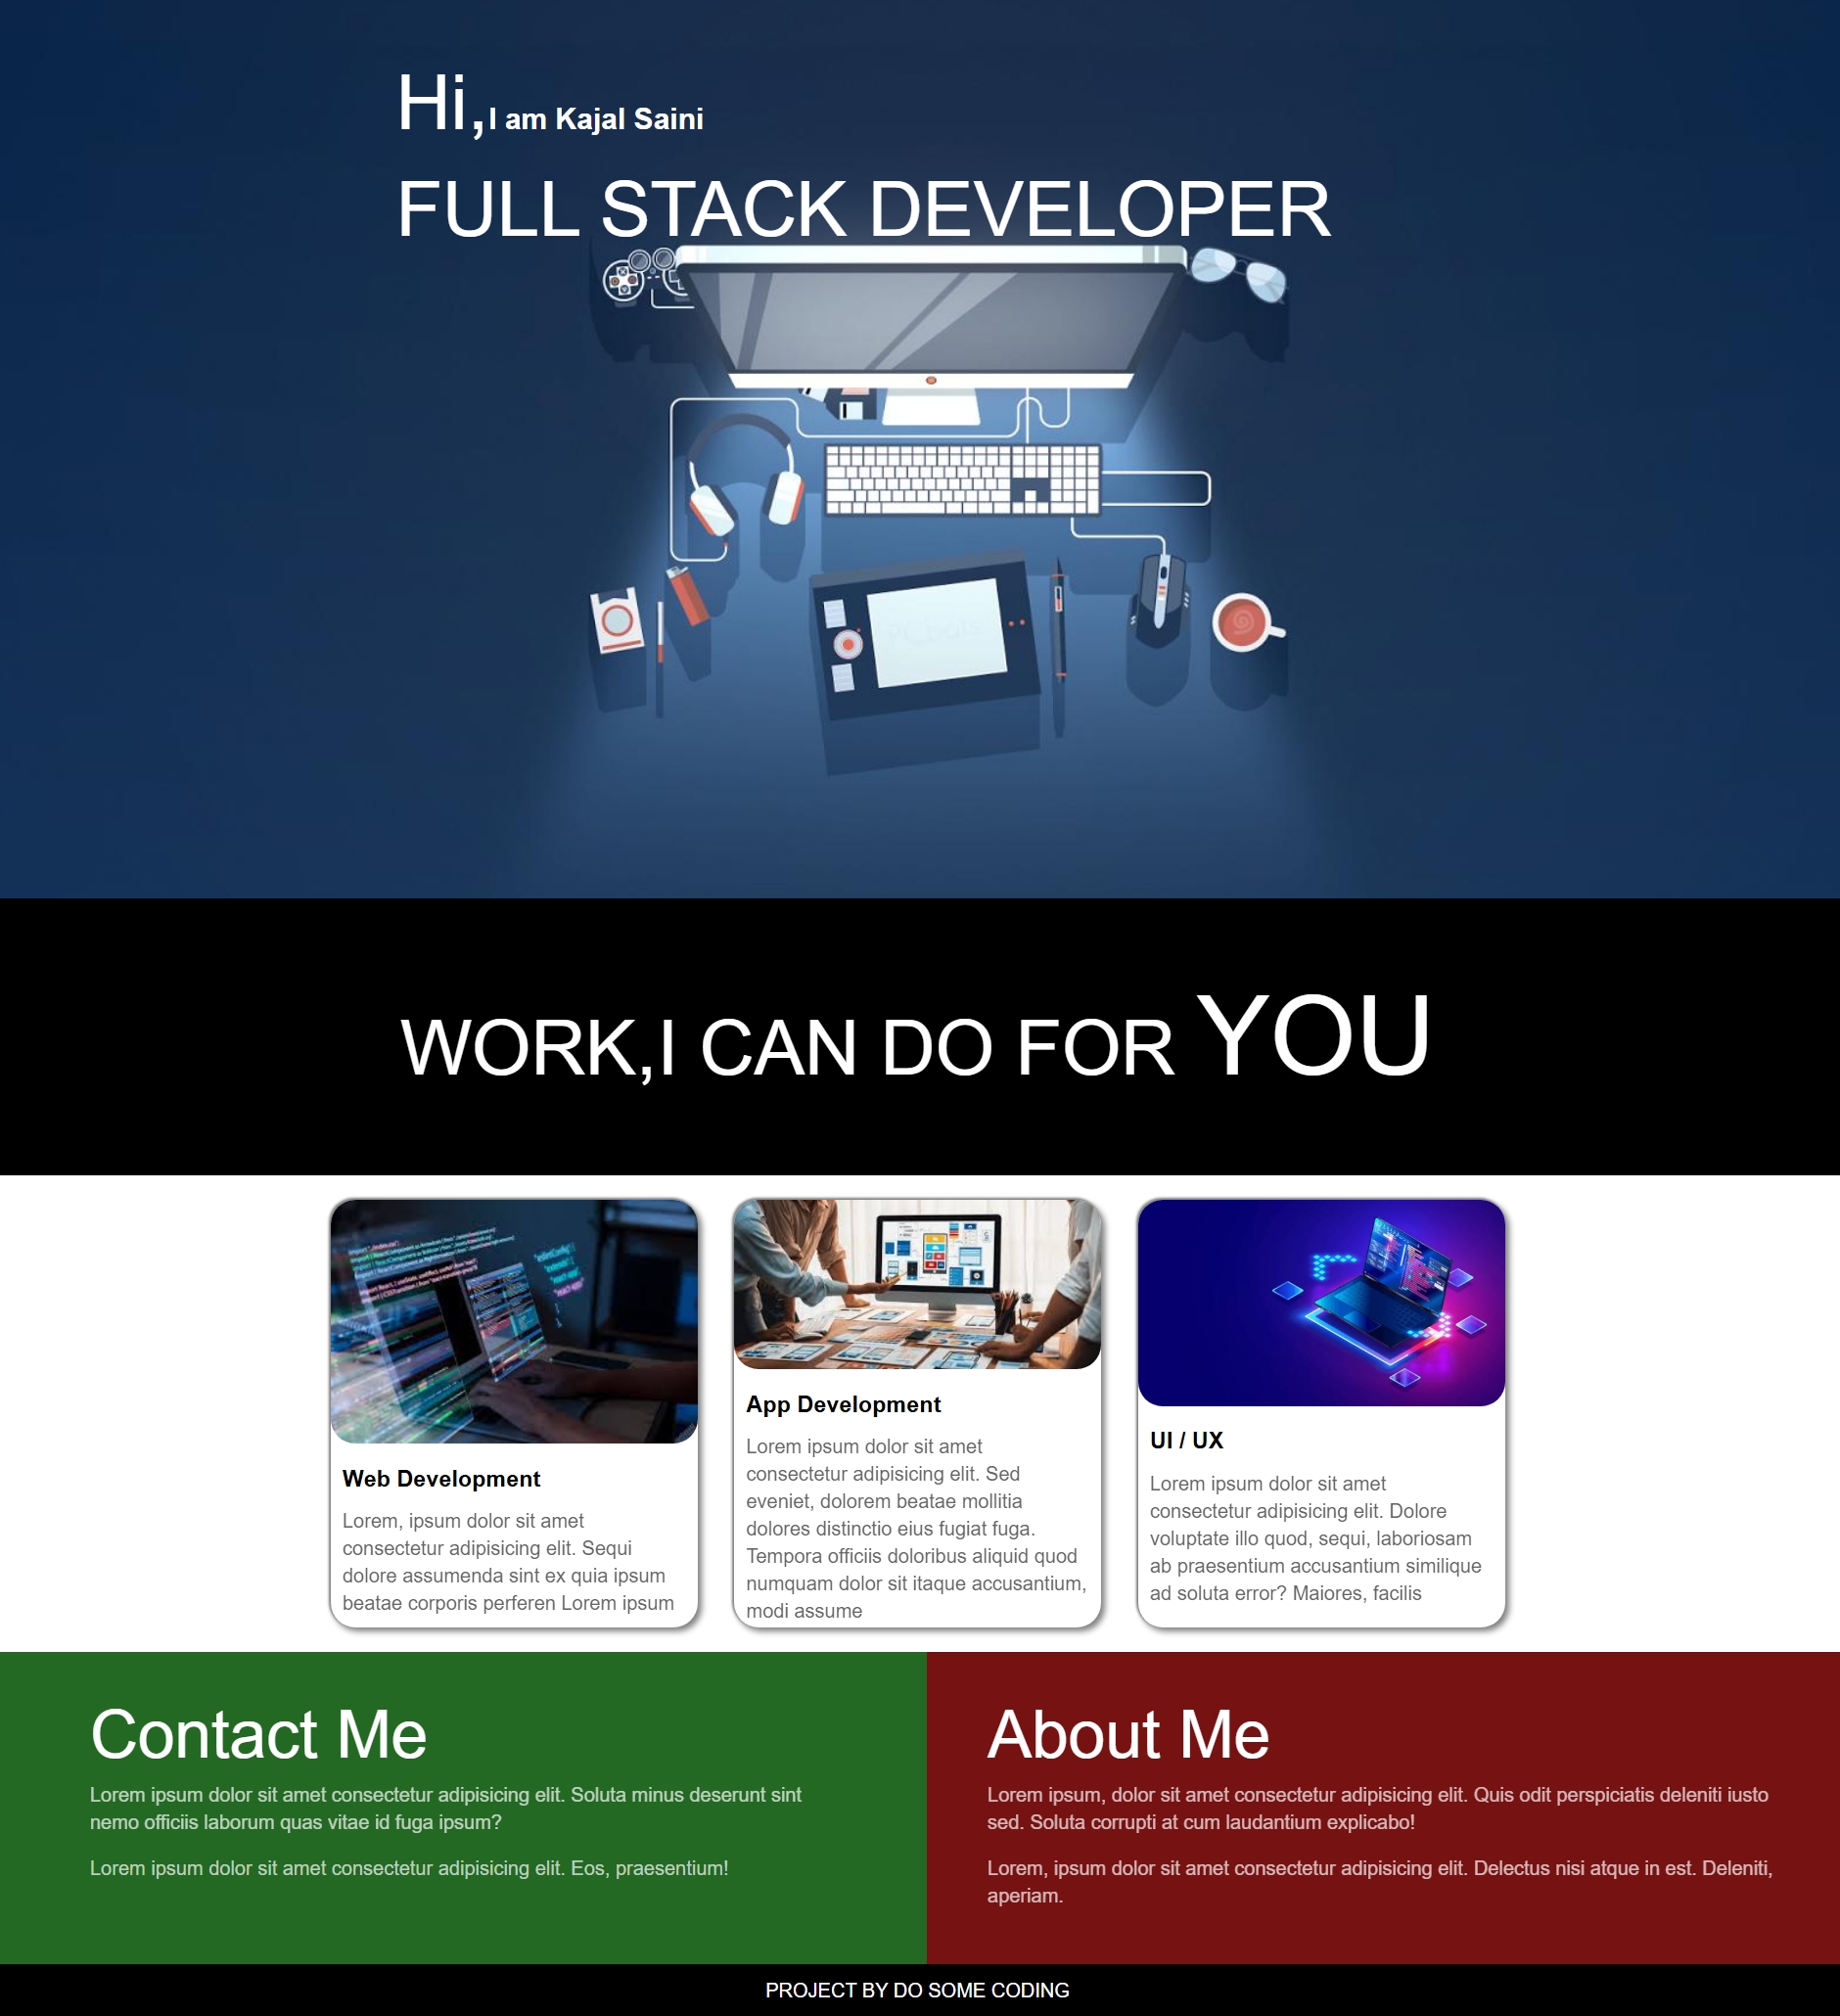 Hi,I am Kajal Saini
FULL STACK DEVELOPER
WORK,I CAN DO FOR YOU
Web Development
Lorem, ipsum dolor sit amet
consectetur adipisicing elit. Sequi
dolore assumenda sint ex quia ipsum
beatae corporis perferen Lorem ipsum
App Development
Lorem ipsum dolor sit amet
consectetur adipisicing elit. Sed
eveniet, dolorem beatae mollitia
dolores distinctio eius fugiat fuga.
Tempora officiis doloribus aliquid quod
numquam dolor sit itaque accusantium,
modi assume
UI / UX
Lorem ipsum dolor sit amet
consectetur adipisicing elit. Dolore
voluptate illo quod, sequi, laboriosam
ab praesentium accusantium similique
ad soluta error? Maiores, facilis
Contact Me
Lorem ipsum dolor sit amet consectetur adipisicing elit. Soluta minus deserunt sint
nemo officiis laborum quas vitae id fuga ipsum?
Lorem ipsum dolor sit amet consectetur adipisicing elit. Eos, praesentium!
About Me
Lorem ipsum, dolor sit amet consectetur adipisicing elit. Quis odit perspiciatis deleniti iusto
sed. Soluta corrupti at cum laudantium explicabo!
Lorem, ipsum dolor sit amet consectetur adipisicing elit. Delectus nisi atque in est. Deleniti,
aperiam.
PROJECT BY DO SOME CODING